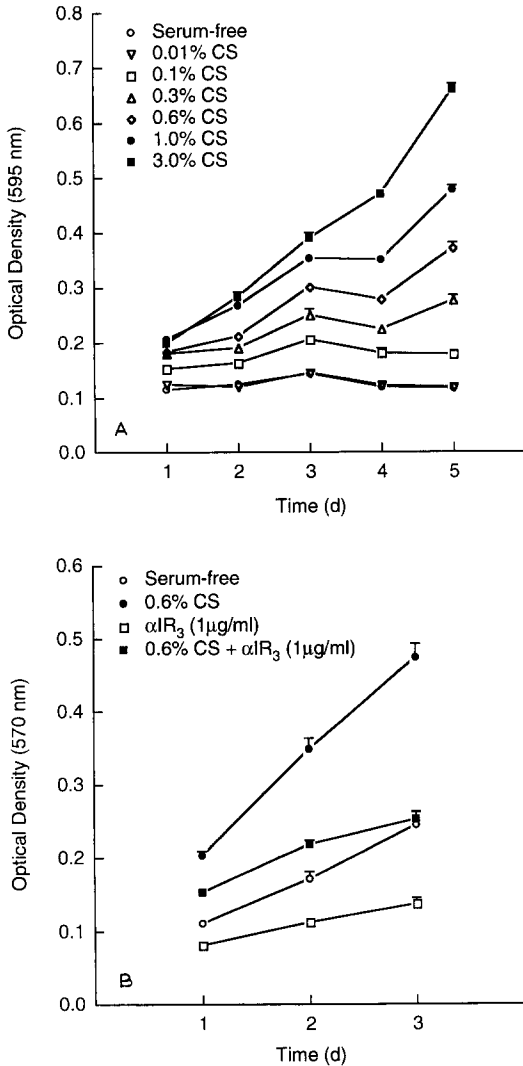 Serum-free
0.01% CS
0.1% CS
0.3% CS
0.6% CS
1.0% CS
3.0% CS
0.8
0.7
0.6
0.5
0.4
0.3
0.2
0.1
0.0
Optical Density (595 nm)
A
1 2 3 4 5
Time (d)
Serum-free
0.6% CS
αIR₃ (1μg/ml)
0.6% CS + αIR₃ (1μg/ml)
0.6
0.5
0.4
0.3
0.2
0.1
0.0
Optical Density (570 nm)
B
1 2 3
Time (d)